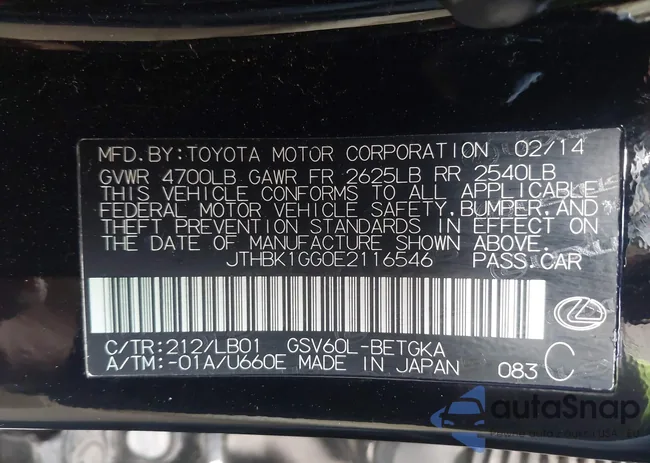 MFD.BY:TOYOTA MOTOR CORPORATION 02/14
GVWR 4700LB GAWR FR 2625LB RR 2540LB
THIS VEHICLE CONFORMS TO ALL APPLICABLE
FEDERAL MOTOR VEHICLE SAFETY,BUMPER,AND
THEFT PREVENTION STANDARDS IN EFFECT ON
THE DATE OF MANUFACTURE SHOWN ABOVE.
JTHBK1GG0E2116546 PASS.CAR
C/TR:212/LB01 GSV60L-BETGKA
A/TM:-01A/U660E MADE IN JAPAN 083 C
autaSnap